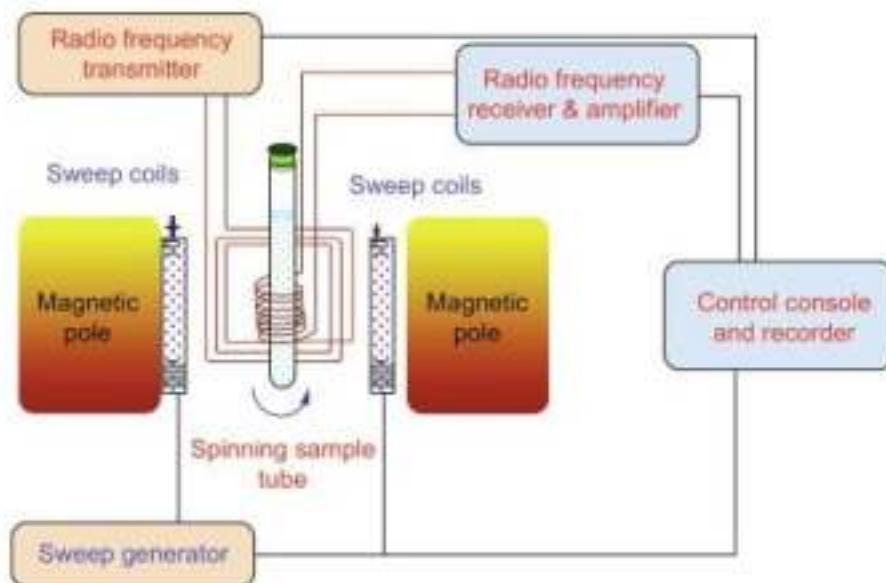 Radio frequency
transmitter
Radio frequency
receiver & amplifier
Sweep coils
Sweep coils
Magnetic
pole
Magnetic
pole
Control console
and recorder
Spinning sample
tube
Sweep generator